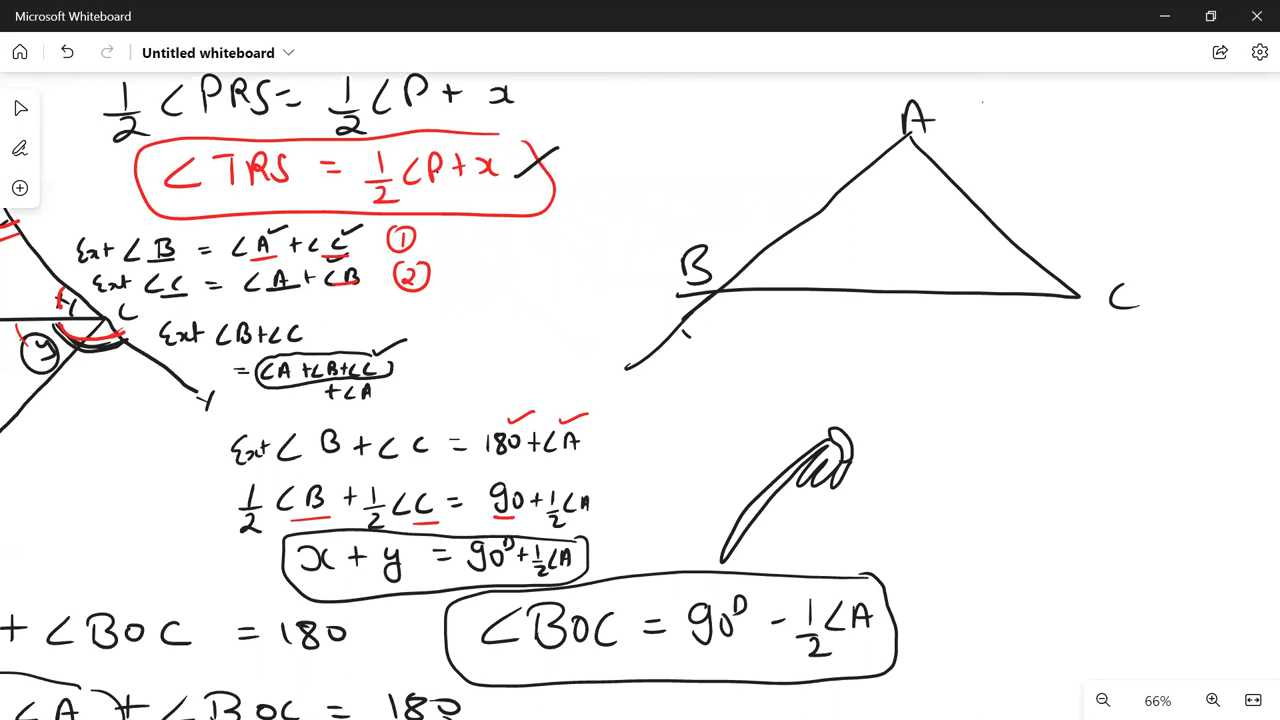 Microsoft Whiteboard
Untitled whiteboard
1/2 ∠PRS = 1/2 ∠P + x
∠TRS = 1/2 ∠P + x
Ext ∠B = ∠A + ∠C ①
Ext ∠C = ∠A + ∠B ②
C
y
Ext ∠B + ∠C
= ∠A + ∠B + ∠C
+ ∠A
Ext ∠B + ∠C = 180 + ∠A
1/2 ∠B + 1/2 ∠C = 90 + 1/2 ∠A
x + y = 90° + 1/2 ∠A
+ ∠BOC = 180
∠BOC = 90° - 1/2 ∠A
∠A + ∠BOC = 180
A
B
C
66%